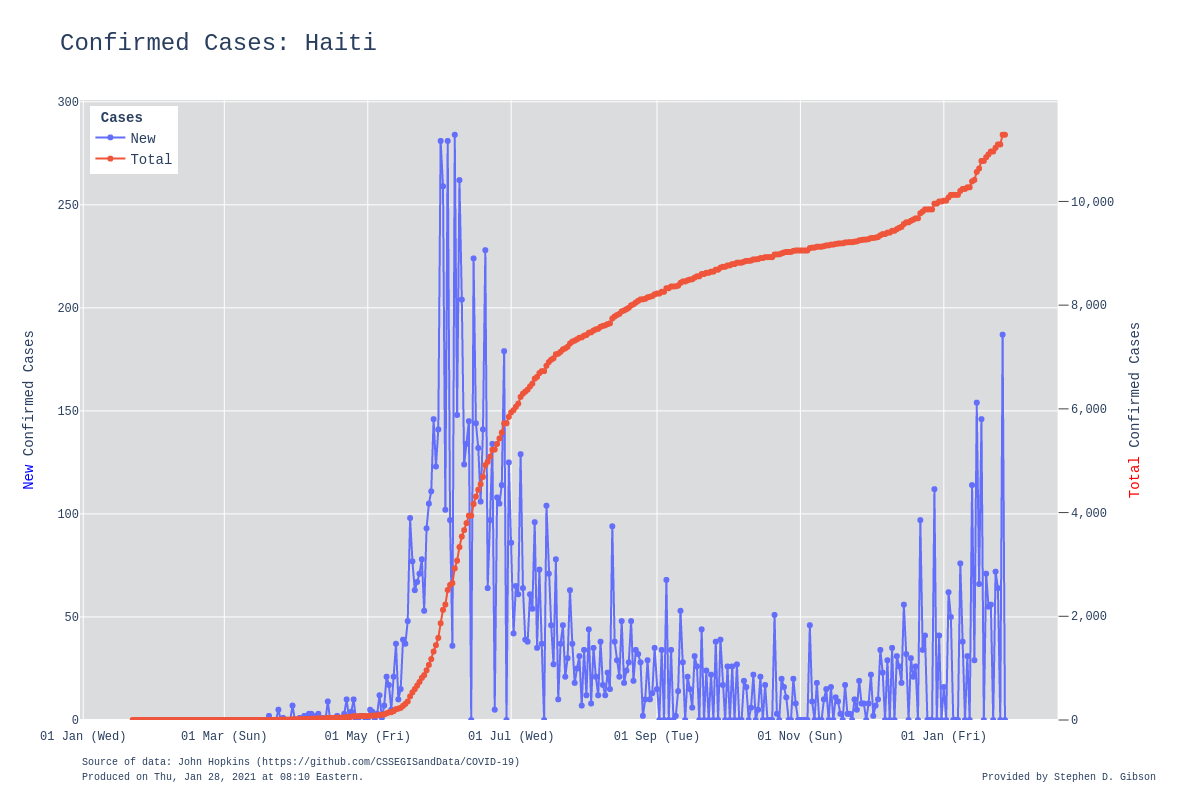 Confirmed Cases: Haiti
Cases
New
Total
300
250
200
150
100
50
0
10,000
8,000
6,000
4,000
2,000
0
New Confirmed Cases
Total Confirmed Cases
01 Jan (Wed) 01 Mar (Sun) 01 May (Fri) 01 Jul (Wed) 01 Sep (Tue) 01 Nov (Sun) 01 Jan (Fri)
Source of data: John Hopkins (https://github.com/CSSEGISandData/COVID-19)
Produced on Thu, Jan 28, 2021 at 08:10 Eastern.
Provided by Stephen D. Gibson